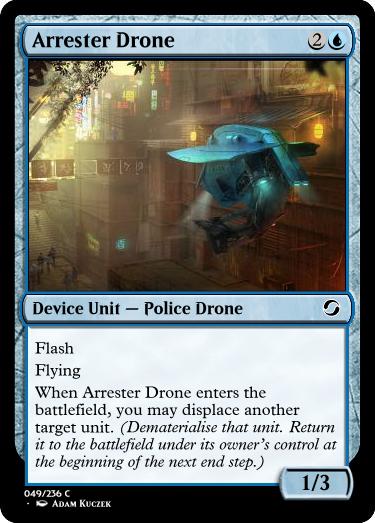 Arrester Drone 2
Device Unit — Police Drone
Flash
Flying
When Arrester Drone enters the
battlefield, you may displace another
target unit. (Dematerialise that unit. Return
it to the battlefield under its owner's control
at the beginning of the next end step.)
1/3
049/236 C
· Adam Kuczek